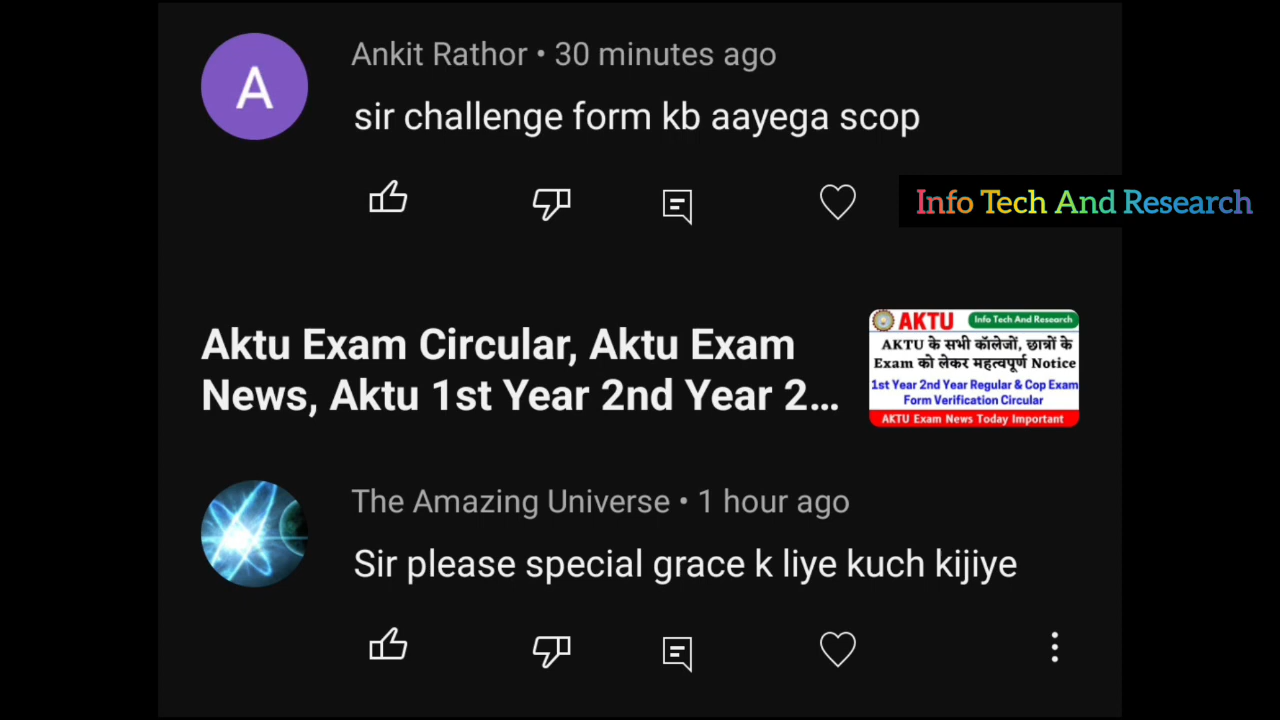 A
Ankit Rathor • 30 minutes ago
sir challenge form kb aayega scop
Info Tech And Research
Aktu Exam Circular, Aktu Exam
News, Aktu 1st Year 2nd Year 2...
AKTU Info Tech And Research
AKTU के सभी कॉलेजों, छात्रों के
Exam को लेकर महत्वपूर्ण Notice
1st Year 2nd Year Regular & Cop Exam
Form Verification Circular
AKTU Exam News Today Important
The Amazing Universe • 1 hour ago
Sir please special grace k liye kuch kijiye